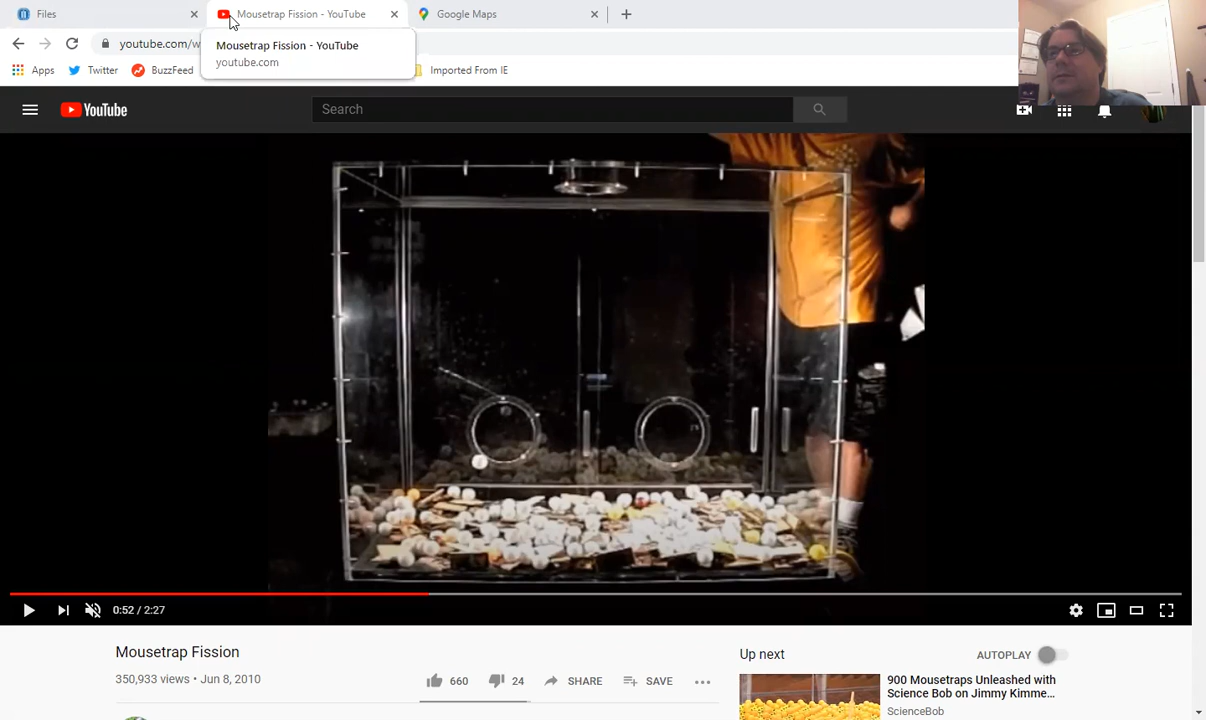 Files
Mousetrap Fission - YouTube
Google Maps
youtube.com/w
Mousetrap Fission - YouTube
youtube.com
Apps
Twitter
BuzzFeed
Imported From IE
YouTube
Search
0:52 / 2:27
Mousetrap Fission
350,933 views • Jun 8, 2010
660
24
SHARE
SAVE
Up next
AUTOPLAY
900 Mousetraps Unleashed with
Science Bob on Jimmy Kimme...
ScienceBob